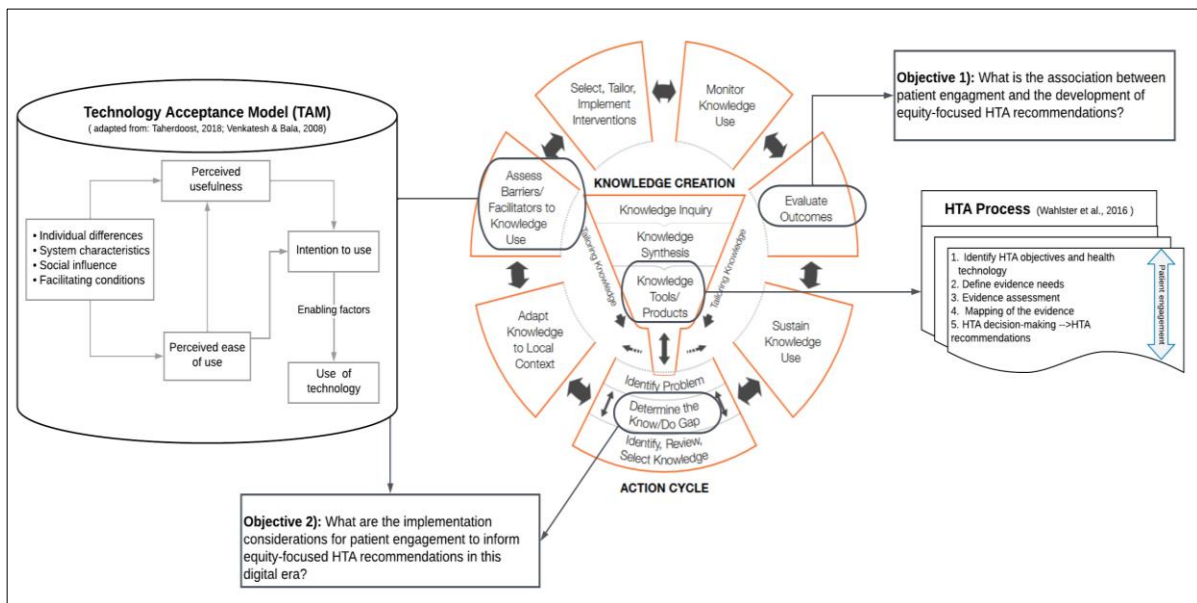 Technology Acceptance Model (TAM)
( adapted from: Taherdoost, 2018; Venkatesh & Bala, 2008)
Perceived
usefulness
• Individual differences
• System characteristics
• Social influence
• Facilitating conditions
Intention to use
Enabling factors
Perceived ease
of use
Use of
technology
Select, Tailor,
Implement
Interventions
Monitor
Knowledge
Use
Assess
Barriers/
Facilitators to
Knowledge
Use
KNOWLEDGE CREATION
Knowledge Inquiry
Knowledge
Synthesis
Knowledge
Tools/
Products
Tailoring Knowledge
Tailoring Knowledge
Evaluate
Outcomes
Adapt
Knowledge
to Local
Context
Sustain
Knowledge
Use
Identify Problem
Determine the
Know/Do Gap
Identify, Review,
Select Knowledge
ACTION CYCLE
Objective 1): What is the association between
patient engagment and the development of
equity-focused HTA recommendations?
HTA Process (Wahlster et al., 2016 )
1. Identify HTA objectives and health
technology
2. Define evidence needs
3. Evidence assessment
4. Mapping of the evidence
5. HTA decision-making -->HTA
recommendations
Patient engagement
Objective 2): What are the implementation
considerations for patient engagement to inform
equity-focused HTA recommendations in this
digital era?